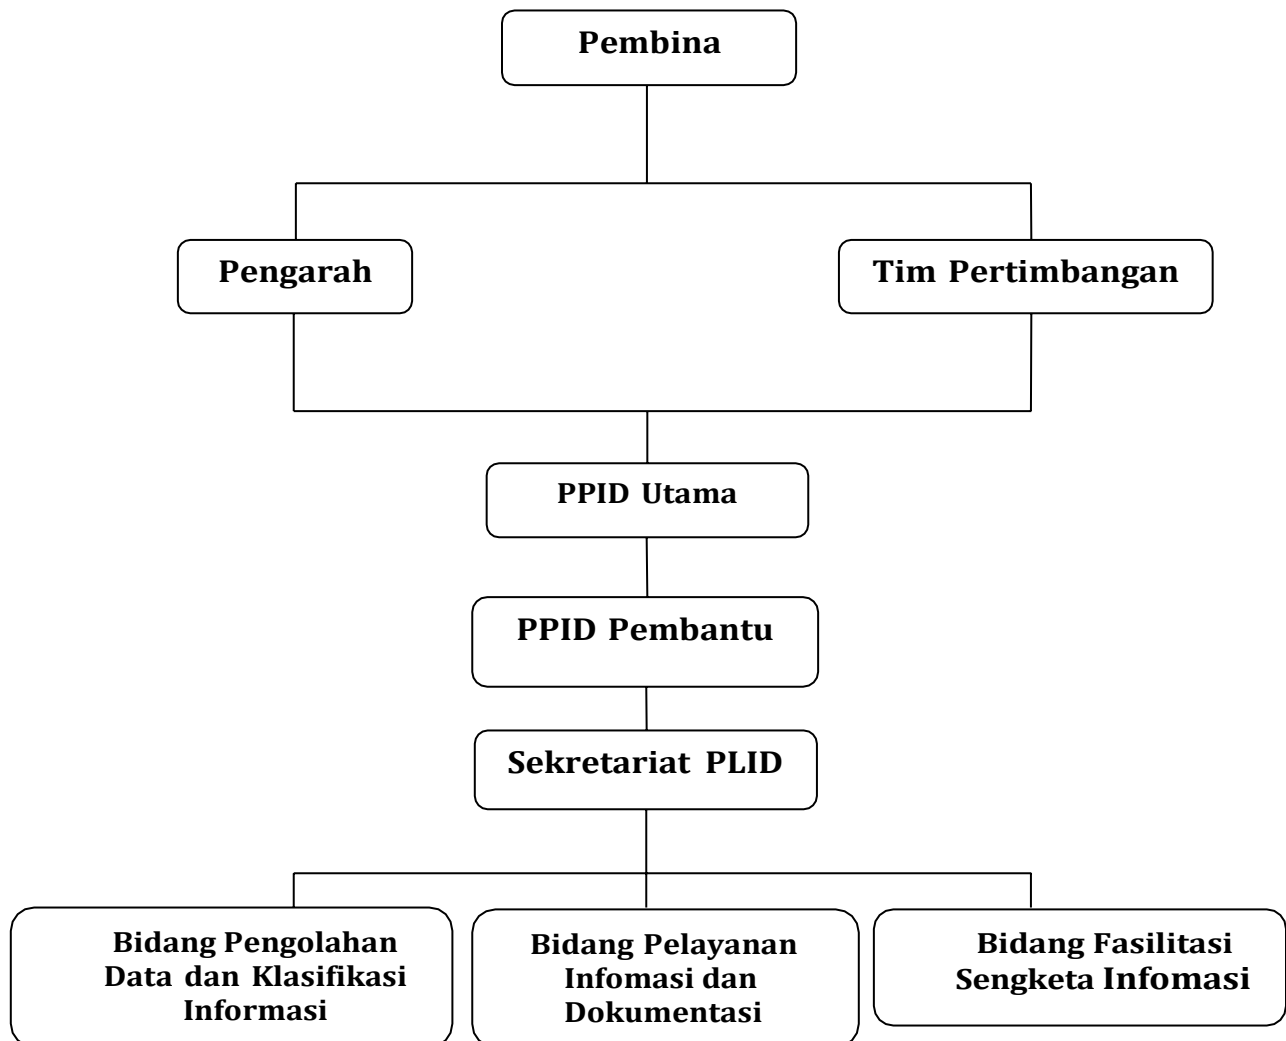 Pembina
Pengarah
Tim Pertimbangan
PPID Utama
PPID Pembantu
Sekretariat PLID
Bidang Pengolahan
Data dan Klasifikasi
Informasi
Bidang Pelayanan
Infomasi dan
Dokumentasi
Bidang Fasilitasi
Sengketa Infomasi